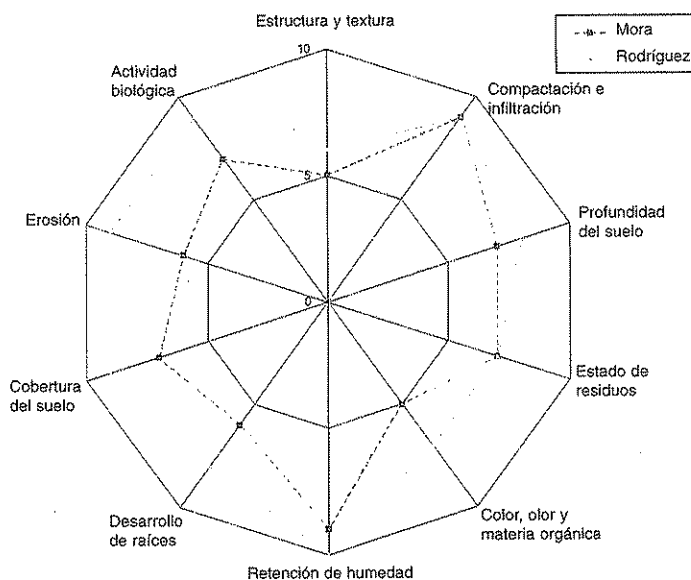 Estructura y textura
10
Mora
Rodríguez
Actividad
biológica
Compactación e
infiltración
5
Erosión
Profundidad
del suelo
0
Cobertura
del suelo
Estado de
residuos
Desarrollo
de raíces
Color, olor y
materia orgánica
Retención de humedad